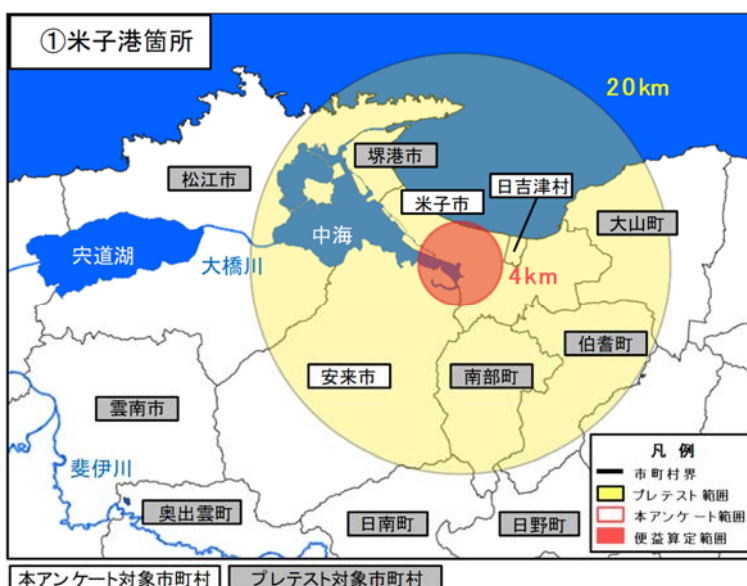 ①米子港箇所
20km
堺港市
松江市
日吉津村
米子市
大山町
中海
宍道湖
大橋川
4km
伯耆町
安来市
南部町
雲南市
凡例
市町村界
斐伊川
プレテスト範囲
本アンケート範囲
奥出雲町
日南町
日野町
便益算定範囲
本アンケート対象市町村
プレテスト対象市町村